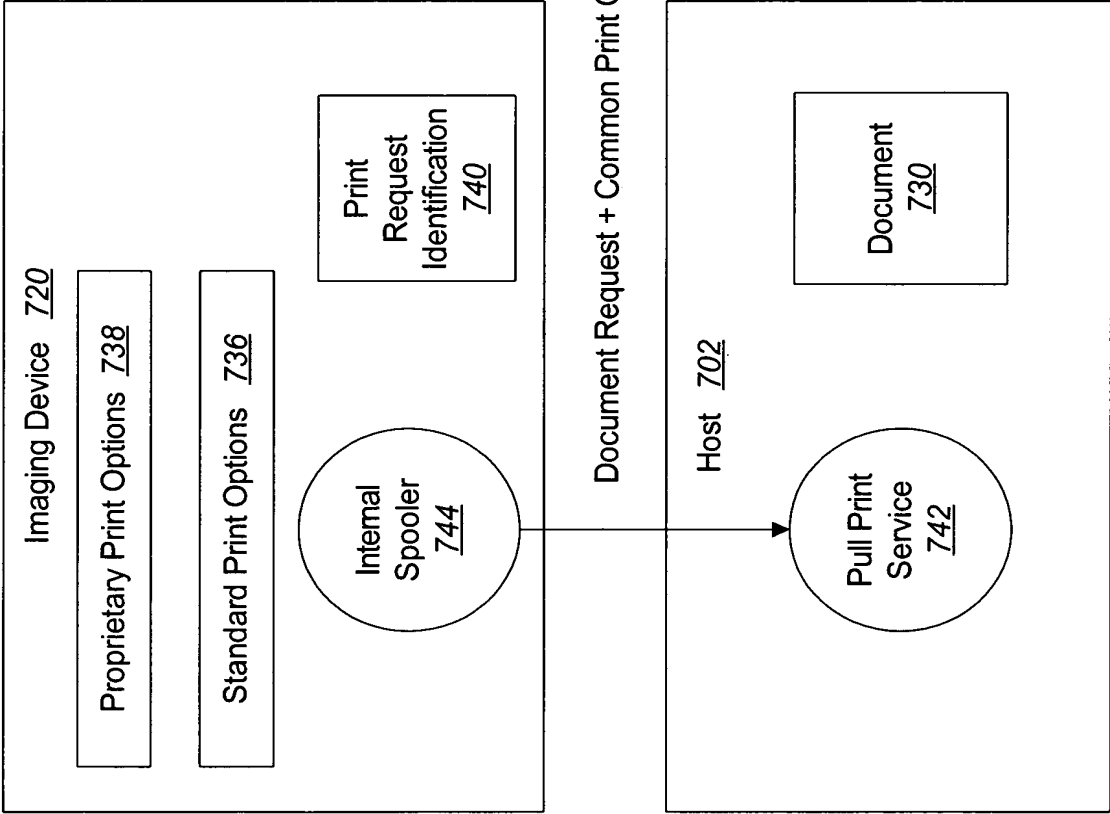 Imaging Device 720
Proprietary Print Options 738
Standard Print Options 736
Internal
Spooler
744
Print
Request
Identification
740
Document Request + Common Print
Host 702
Pull Print
Service
742
Document
730